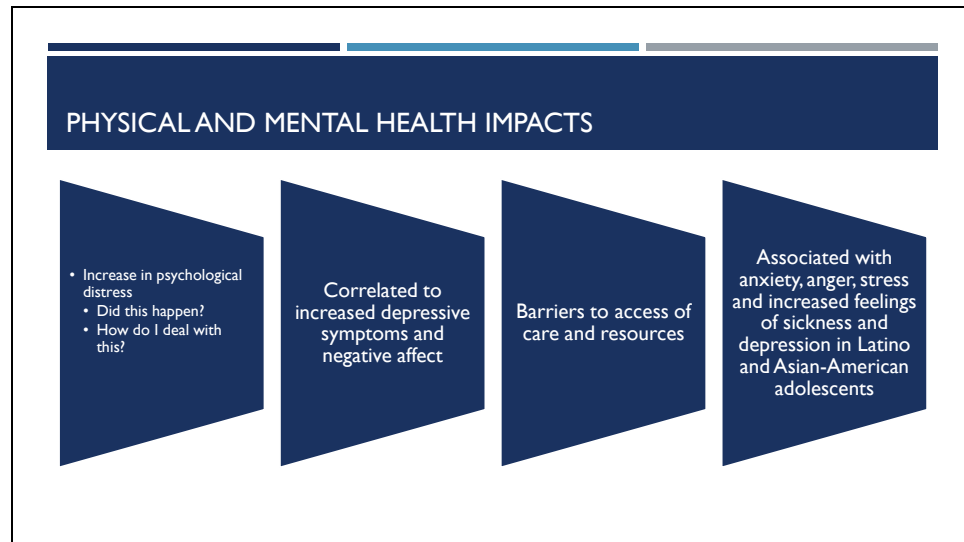 PHYSICAL AND MENTAL HEALTH IMPACTS
• Increase in psychological
distress
• Did this happen?
• How do I deal with
this?
Correlated to
increased depressive
symptoms and
negative affect
Barriers to access of
care and resources
Associated with
anxiety, anger, stress
and increased feelings
of sickness and
depression in Latino
and Asian-American
adolescents